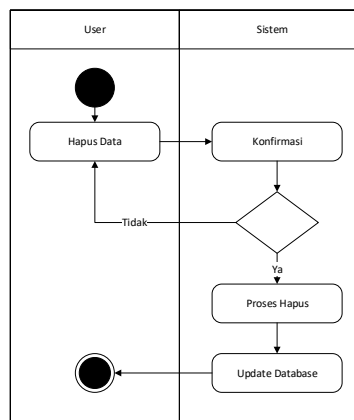 User
Sistem
Hapus Data
Konfirmasi
Tidak
Ya
Proses Hapus
Update Database